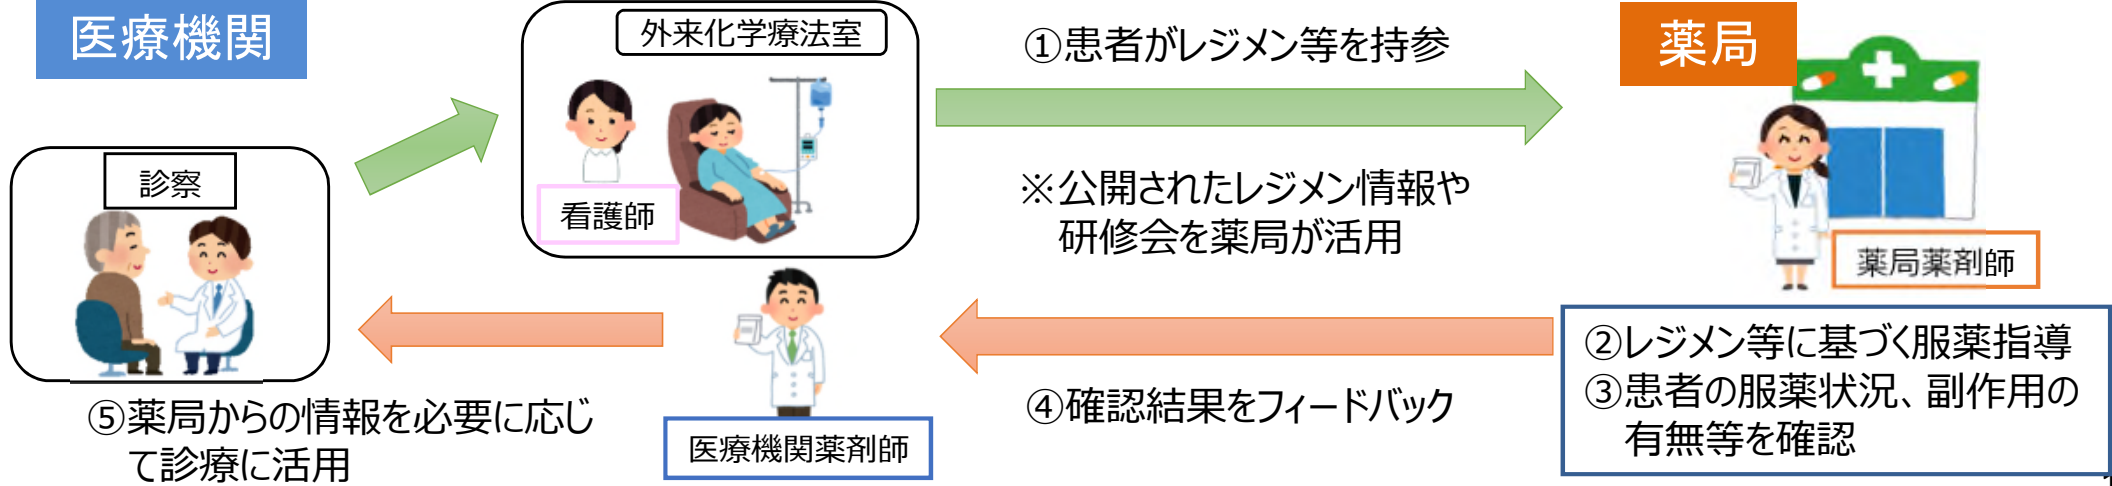 医療機関
外来化学療法室
①患者がレジメン等を持参
薬局
診察
看護師
※公開されたレジメン情報や
研修会を薬局が活用
薬局薬剤師
②レジメン等に基づく服薬指導
③患者の服薬状況、副作用の
有無等を確認
④確認結果をフィードバック
医療機関薬剤師
⑤薬局からの情報を必要に応じ
て診療に活用